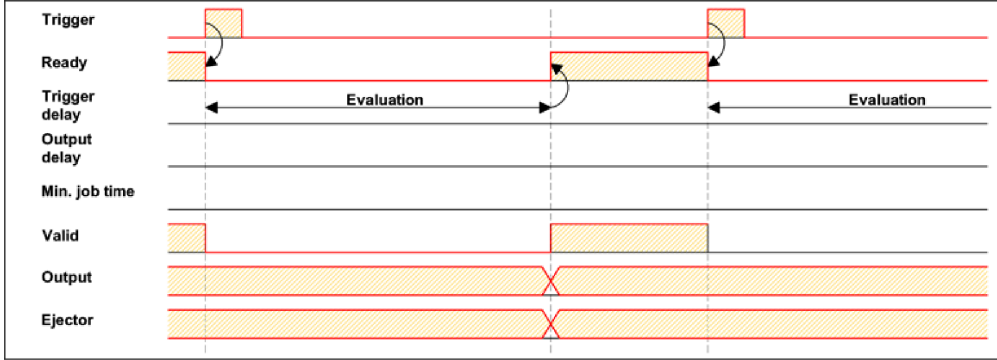 Trigger
Ready
Trigger
delay
Evaluation
Evaluation
Output
delay
Min. job time
Valid
Output
Ejector